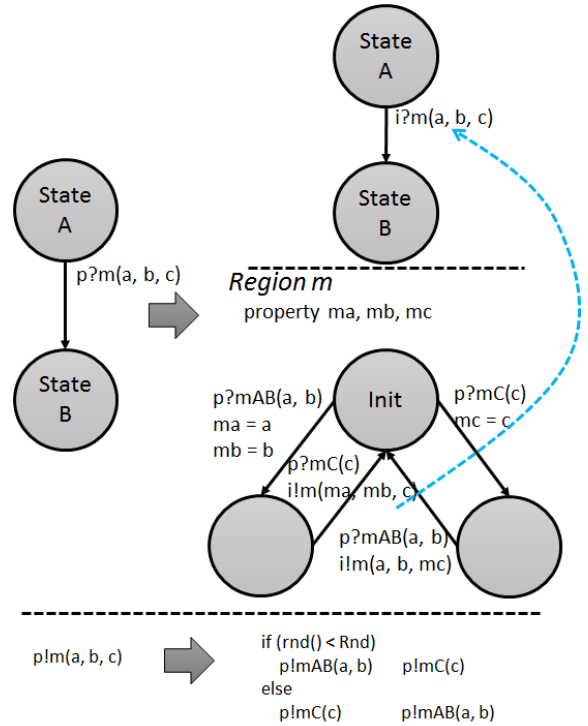 State
A
i?m(a, b, c)
State
B
State
A
p?m(a, b, c)
State
B
Region m
property ma, mb, mc
p?mAB(a, b)
ma = a
mb = b
Init
p?mC(c)
mc = c
p?mC(c)
i!m(ma, mb, c)
p?mAB(a, b)
i!m(a, b, mc)
p!m(a, b, c)
if (rnd() < Rnd)
p!mAB(a, b) p!mC(c)
else
p!mC(c) p!mAB(a, b)